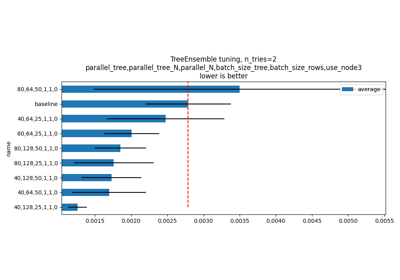 TreeEnsemble tuning, n_tries=2
parallel_tree,parallel_tree_N,parallel_N,batch_size_tree,batch_size_rows,use_node3
lower is better
80,64,50,1,1,0
average
baseline
40,64,25,1,1,0
80,64,25,1,1,0
name
80,128,50,1,1,0
80,128,25,1,1,0
40,128,50,1,1,0
40,64,50,1,1,0
40,128,25,1,1,0
0.0015 0.0020 0.0025 0.0030 0.0035 0.0040 0.0045 0.0050 0.0055